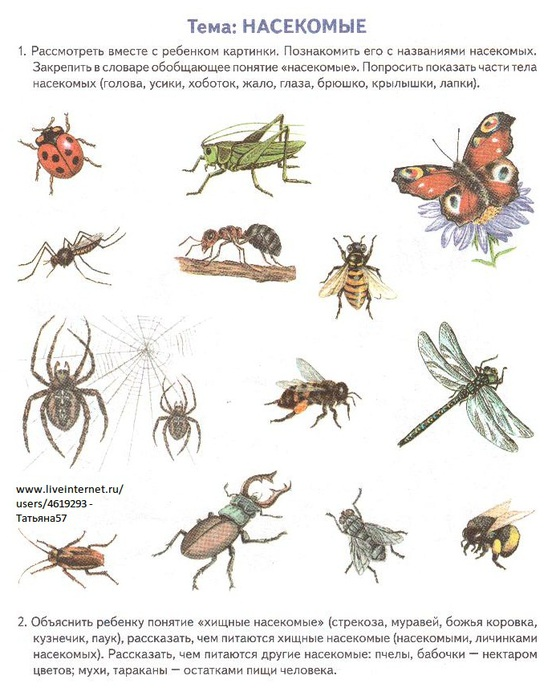 Тема: НАСЕКОМЫЕ
1. Рассмотреть вместе с ребенком картинки. Познакомить его с названиями насекомых.
Закрепить в словаре обобщающее понятие «насекомые». Попросить показать части тела
насекомых (голова, усики, хоботок, жало, глаза, брюшко, крылышки, лапки).
www.liveinternet.ru/
users/4619293 -
Татьяна57
2. Объяснить ребенку понятие «хищные насекомые» (стрекоза, муравей, божья коровка,
кузнечик, паук), рассказать, чем питаются хищные насекомые (насекомыми, личинками
насекомых). Рассказать, чем питаются другие насекомые: пчелы, бабочки — нектаром
цветов; мухи, тараканы — остатками пищи человека.